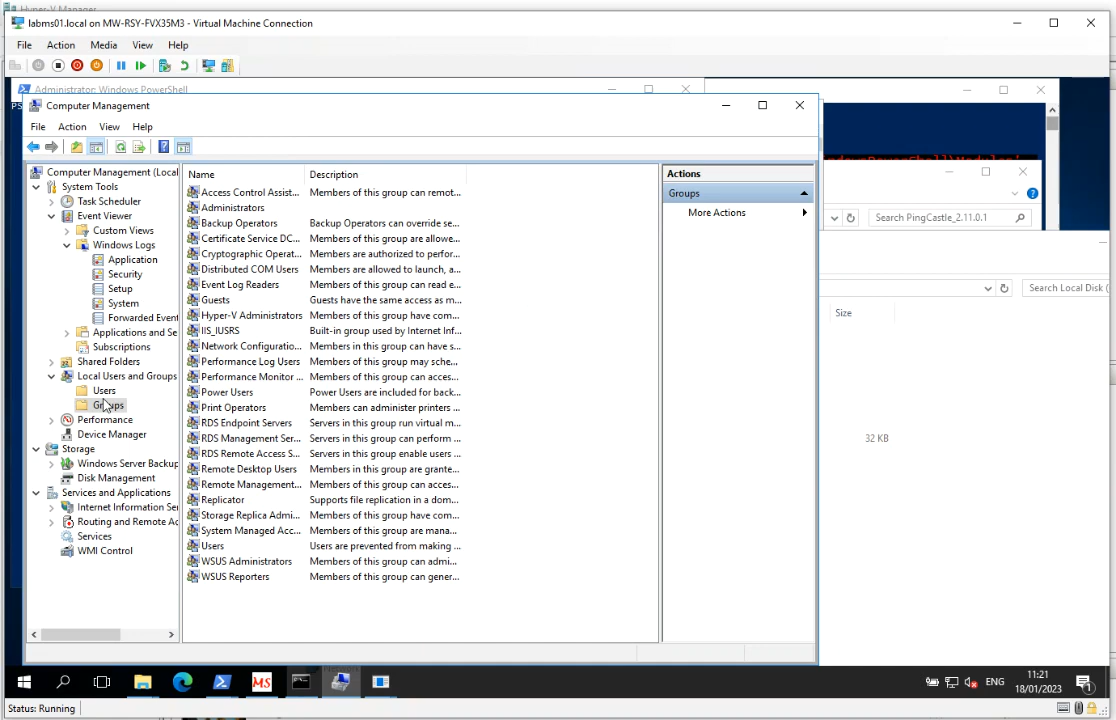 Hyper-V Manager
labms01.local on MW-RSY-FVX35M3 - Virtual Machine Connection
File Action Media View Help
Administrator: Windows PowerShell
PS
Computer Management
File Action View Help
Computer Management (Local
System Tools
Task Scheduler
Event Viewer
Custom Views
Windows Logs
Application
Security
Setup
System
Forwarded Event
Applications and Se
Subscriptions
Shared Folders
Local Users and Groups
Users
Groups
Performance
Device Manager
Storage
Windows Server Backup
Disk Management
Services and Applications
Internet Information Ser
Routing and Remote Ac
Services
WMI Control
Name Description
Access Control Assist... Members of this group can remot...
Administrators
Backup Operators Backup Operators can override se...
Certificate Service DC... Members of this group are allowe...
Cryptographic Operat... Members are authorized to perfor...
Distributed COM Users Members are allowed to launch, a...
Event Log Readers Members of this group can read e...
Guests Guests have the same access as m...
Hyper-V Administrators Members of this group have com...
IIS_IUSRS Built-in group used by Internet Inf...
Network Configuratio... Members in this group can have s...
Performance Log Users Members of this group may sche...
Performance Monitor ... Members of this group can acces...
Power Users Power Users are included for back...
Print Operators Members can administer printers ...
RDS Endpoint Servers Servers in this group run virtual m...
RDS Management Ser... Servers in this group can perform ...
RDS Remote Access S... Servers in this group enable users ...
Remote Desktop Users Members in this group are grante...
Remote Management... Members of this group can acces...
Replicator Supports file replication in a dom...
Storage Replica Admi... Members of this group have com...
System Managed Acc... Members of this group are mana...
Users Users are prevented from making ...
WSUS Administrators Members of this group can admi...
WSUS Reporters Members of this group can gener...
Actions
Groups
More Actions
Search PingCastle_2.11.0.1
Search Local Disk (
Size
32 KB
MS
ENG
11:21
18/01/2023
1
Status: Running